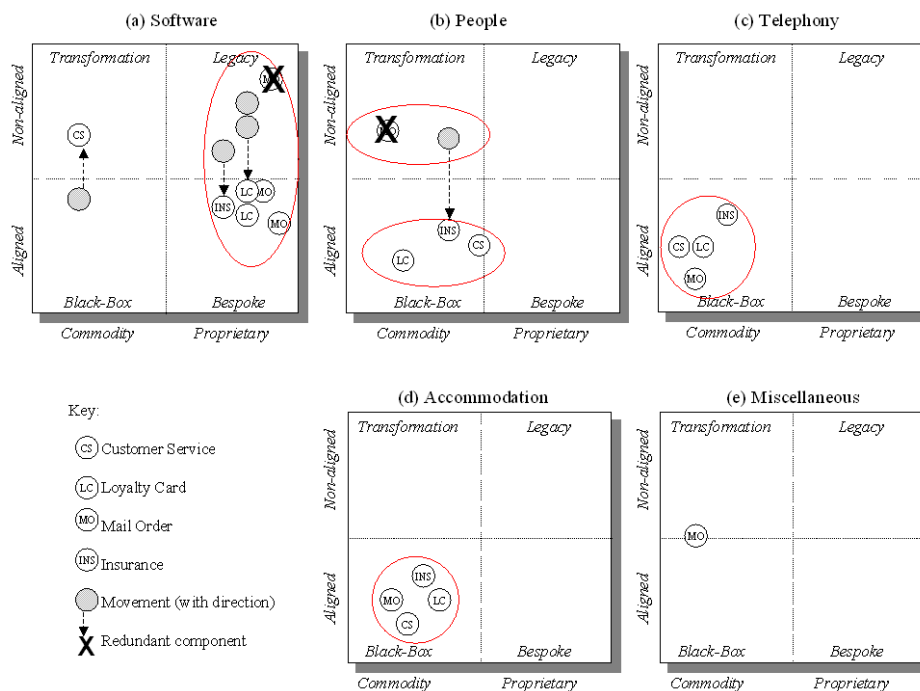 (a) Software
(b) People
(c) Telephony
Transformation
Legacy
Transformation
Legacy
Transformation
Legacy
Non-aligned
Non-aligned
Non-aligned
MO
MO
CS
LC
MO
INS
LC
MO
INS
CS
LC
INS
CS
LC
MO
Aligned
Aligned
Aligned
Black-Box
Bespoke
Black-Box
Bespoke
Black-Box
Bespoke
Commodity
Proprietary
Commodity
Proprietary
Commodity
Proprietary
(d) Accommodation
(e) Miscellaneous
Key:
CS Customer Service
LC Loyalty Card
MO Mail Order
INS Insurance
Movement (with direction)
X Redundant component
Transformation
Legacy
Transformation
Legacy
Non-aligned
Non-aligned
MO
INS
MO
LC
CS
Aligned
Aligned
Black-Box
Bespoke
Black-Box
Bespoke
Commodity
Proprietary
Commodity
Proprietary